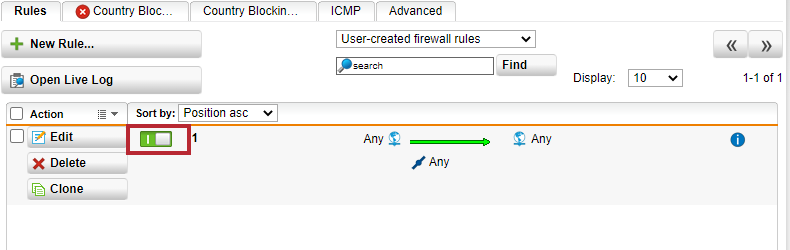 Rules
Country Bloc...
Country Blockin...
ICMP
Advanced
New Rule...
User-created firewall rules
search
Find
Open Live Log
Display:
10
1-1 of 1
Action
Sort by:
Position asc
Edit
1
Any
Any
Delete
Any
Clone